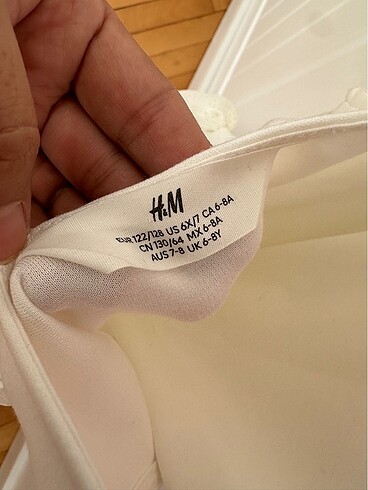 H&M
EUR 122/128 US 6X/7 CA 6-8A
CN 130/64 MX 6-8A
AUS 7-8 UK 6-8Y